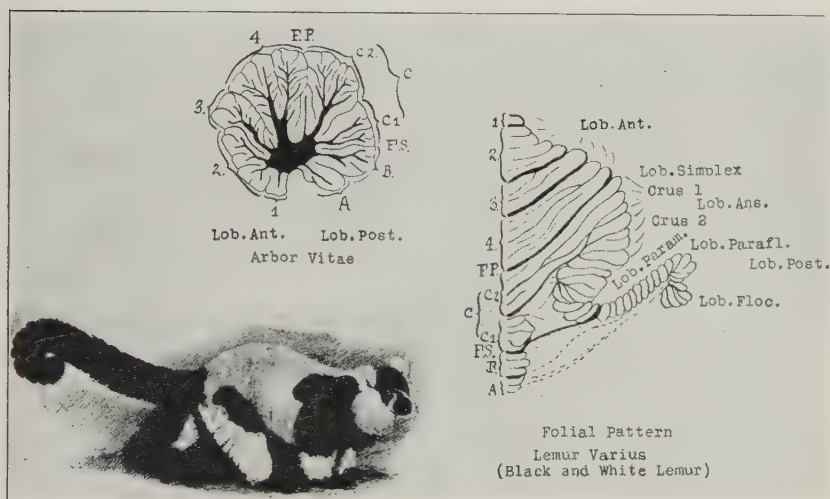 4 F.P.
C2.
C
3.
C1
F.S.
2.
B.
1
A
Lob.Ant. Lob.Post.
Arbor Vitae
1
Lob.Ant.
2.
Lob.Simplex
Crus 1
Lob.Ans.
3.
Crus 2
4.
Lob.Param.
Lob.Parafl.
F.P.
Lob.Post.
C2
C
Lob.Floc.
C1
F.S.
A
Folial Pattern
Lemur Varius
(Black and White Lemur)